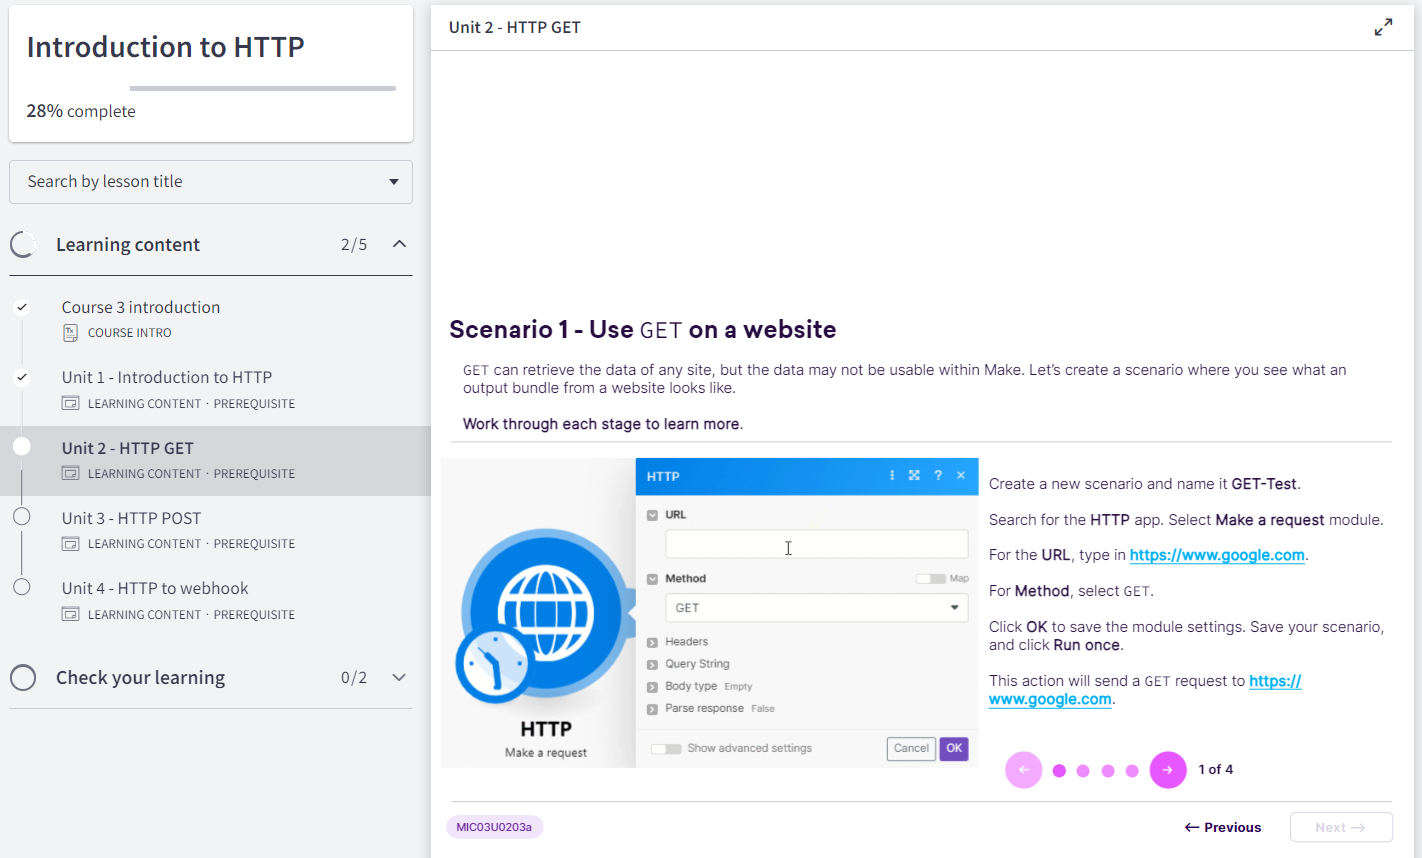 Introduction to HTTP
28% complete
Search by lesson title
Learning content 2/5
Course 3 introduction
COURSE INTRO
Unit 1 - Introduction to HTTP
LEARNING CONTENT · PREREQUISITE
Unit 2 - HTTP GET
LEARNING CONTENT · PREREQUISITE
Unit 3 - HTTP POST
LEARNING CONTENT · PREREQUISITE
Unit 4 - HTTP to webhook
LEARNING CONTENT · PREREQUISITE
Check your learning 0/2
Unit 2 - HTTP GET
Scenario 1 - Use GET on a website
GET can retrieve the data of any site, but the data may not be usable within Make. Let's create a scenario where you see what an
output bundle from a website looks like.
Work through each stage to learn more.
HTTP
Make a request
HTTP ?
URL
Method Map
GET
Headers
Query String
Body type Empty
Parse response False
Show advanced settings Cancel OK
Create a new scenario and name it GET-Test.
Search for the HTTP app. Select Make a request module.
For the URL, type in https://www.google.com.
For Method, select GET.
Click OK to save the module settings. Save your scenario,
and click Run once.
This action will send a GET request to https://
www.google.com.
1 of 4
MIC03U0203a
← Previous Next →